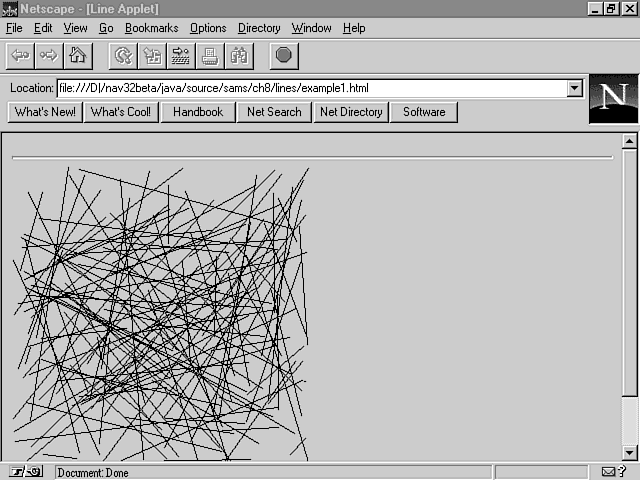 Netscape - [Line Applet]
File Edit View Go Bookmarks Options Directory Window Help
Location: file:///D|/nav32beta/java/source/sams/ch8/lines/example1.html
N
What's New! What's Cool! Handbook Net Search Net Directory Software
Document: Done
?